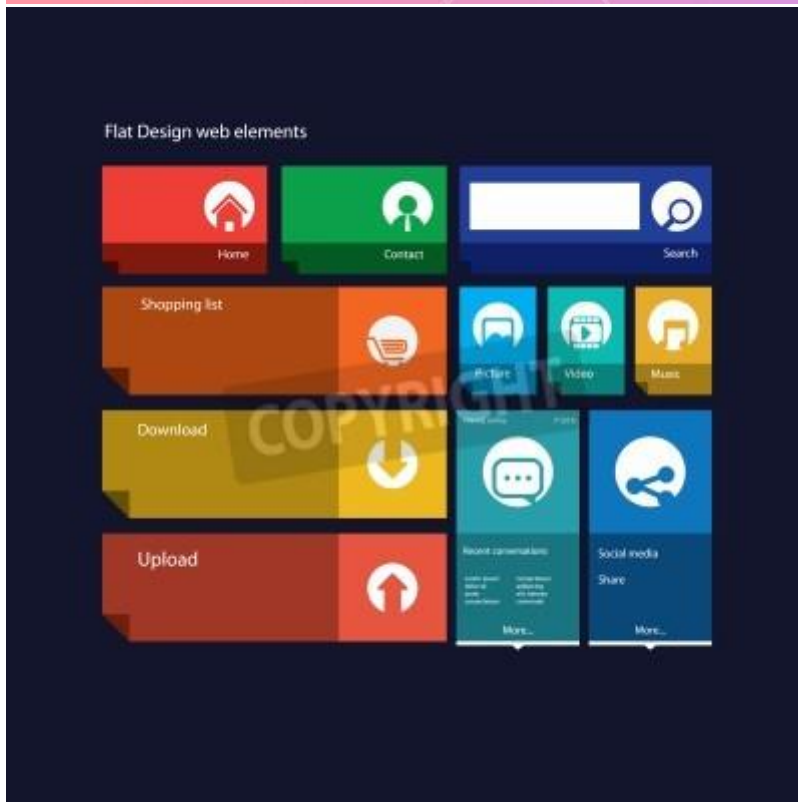 Flat Design web elements
Home
Contact
Search
Shopping list
Picture
Video
Music
COPYRIGHT
Download
Upload
Recent conversations
More...
Social media
Share
More...